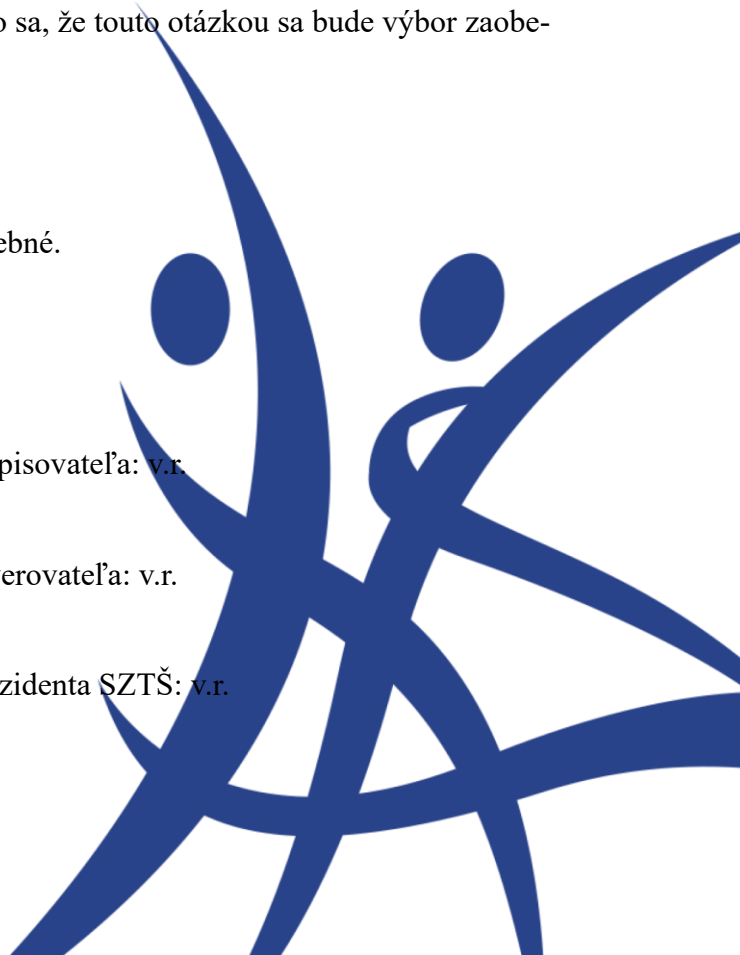 o sa, že touto otázkou sa bude výbor zaobe-
ebné.
pisovateľa: v.r.
erovateľa: v.r.
zidenta SZTŠ: v.r.